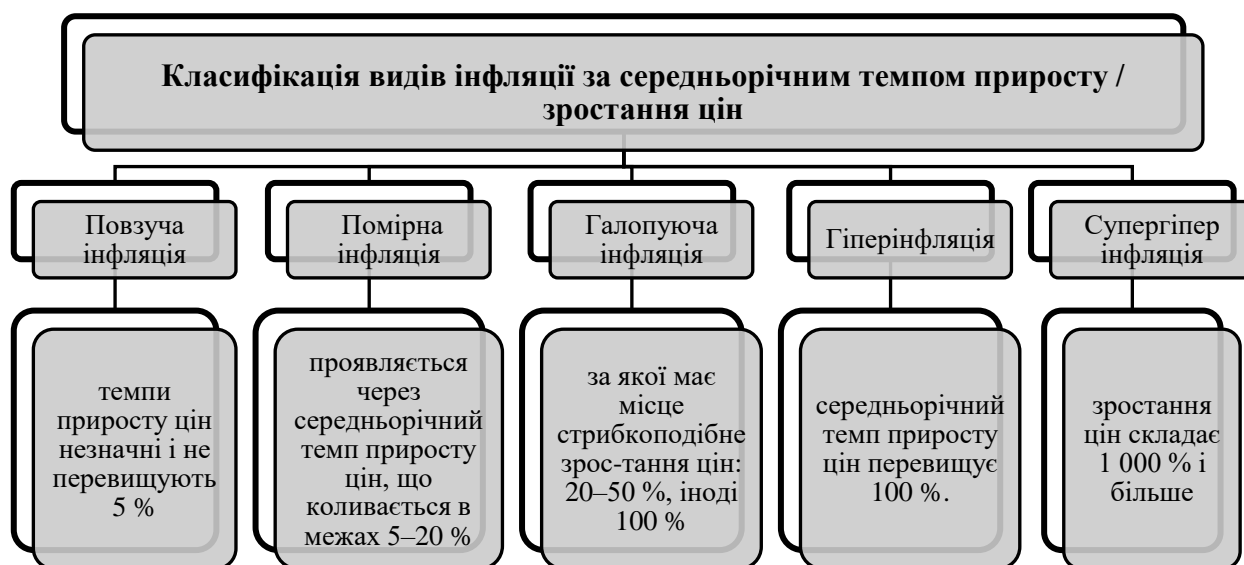 Класифікація видів інфляції за середньорічним темпом приросту /
зростання цін
Повзуча
інфляція
Помірна
інфляція
Галопуюча
інфляція
Гіперінфляція
Супергіпер
інфляція
темпи
приросту цін
незначні і не
перевищують
5 %
проявляється
через
середньорічний
темп приросту
цін, що
коливається в
межах 5–20 %
за якої має
місце
стрибкоподібне
зрос-тання цін:
20–50 %, іноді
100 %
середньорічний
темп приросту
цін перевищує
100 %.
зростання
цін складає
1 000 % і
більше